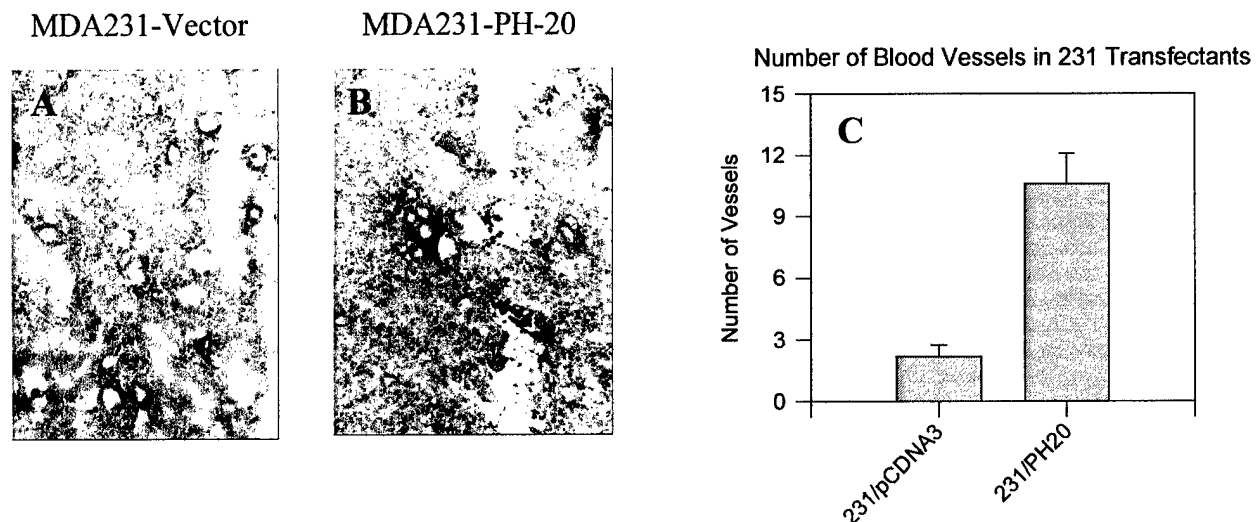 MDA231-Vector
MDA231-PH-20
A
B
Number of Blood Vessels in 231 Transfectants
C
Number of Vessels
15
12
9
6
3
0
231/pCDNA3
231/PH20